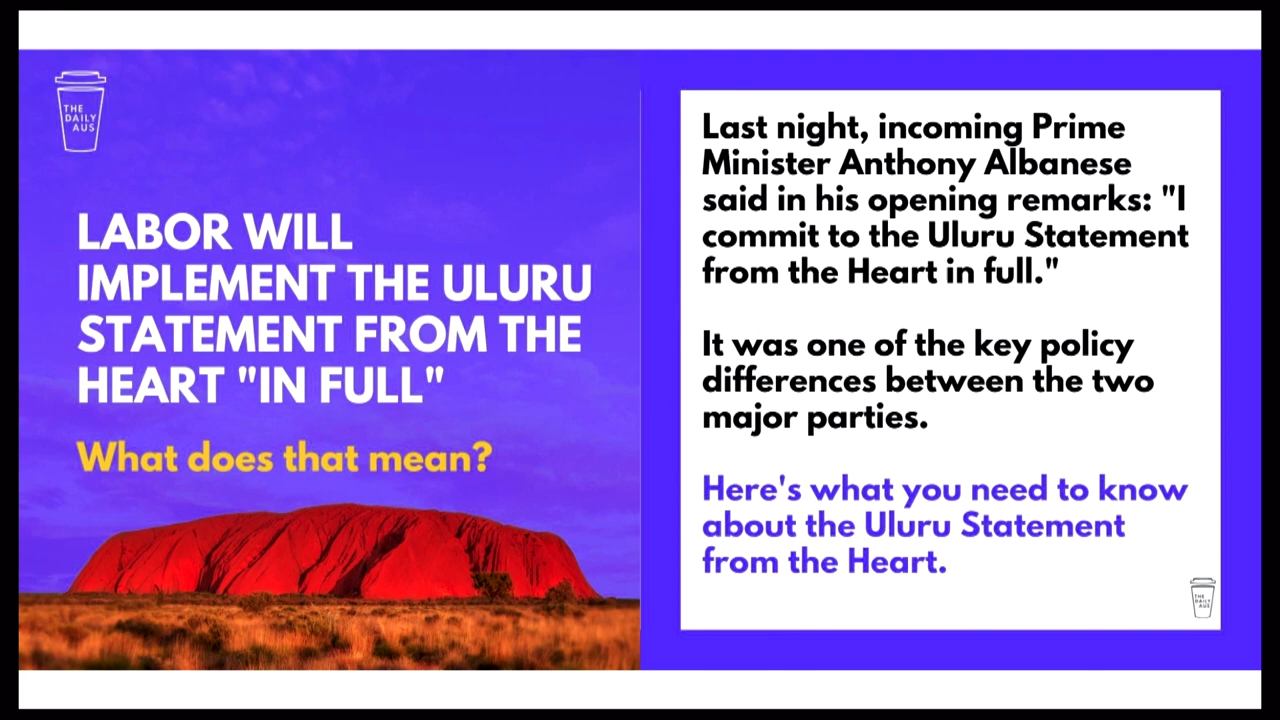 THE
DAILY
AUS
LABOR WILL
IMPLEMENT THE ULURU
STATEMENT FROM THE
HEART "IN FULL"
What does that mean?
Last night, incoming Prime
Minister Anthony Albanese
said in his opening remarks: "I
commit to the Uluru Statement
from the Heart in full."
It was one of the key policy
differences between the two
major parties.
Here's what you need to know
about the Uluru Statement
from the Heart.
THE
DAILY
AUS